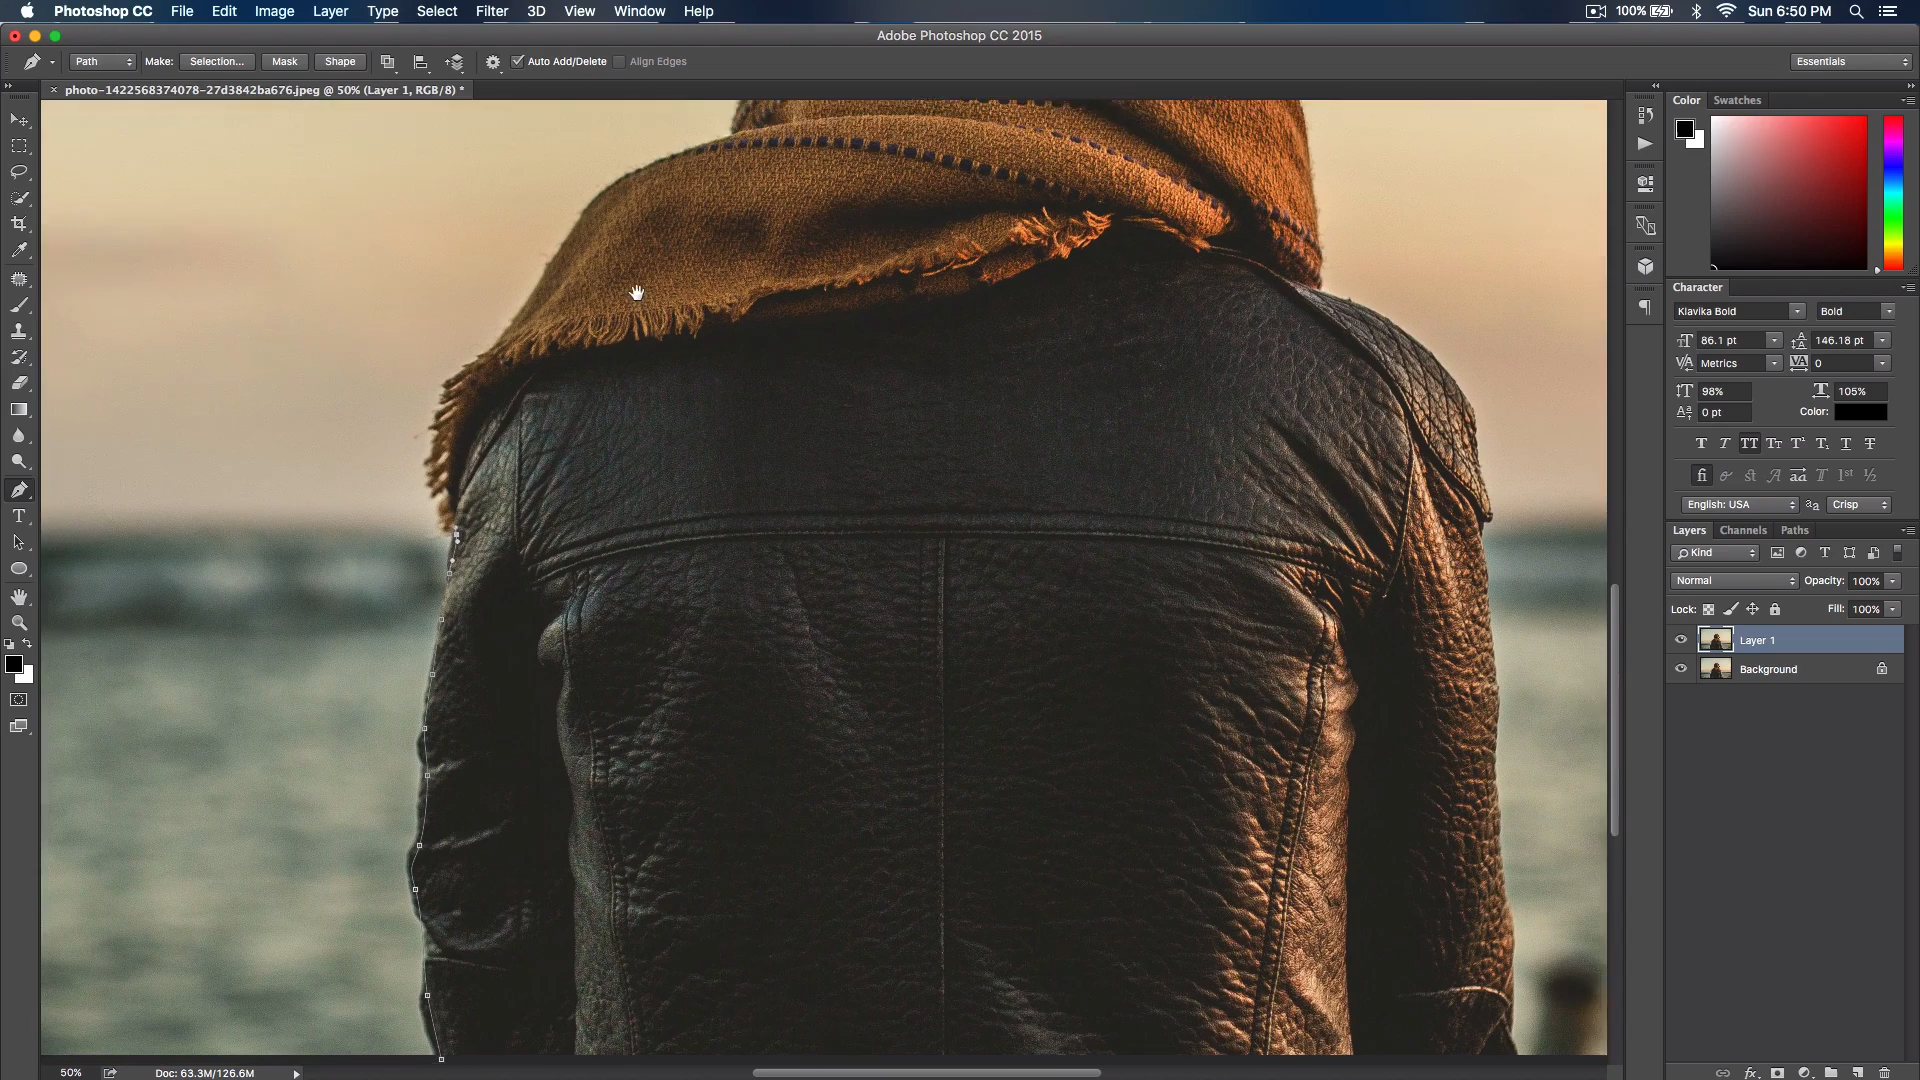 Photoshop CC File Edit Image Layer Type Select Filter 3D View Window Help 100% Sun 6:50 PM
Adobe Photoshop CC 2015
Path Make: Selection... Mask Shape Auto Add/Delete Align Edges Essentials
photo-1422568374078-27d3842ba676.jpeg @ 50% (Layer 1, RGB/8) *
Color Swatches
Character
Klavika Bold Bold
86.1 pt 146.18 pt
Metrics 0
98% 105%
0 pt Color:
English: USA Crisp
Layers Channels Paths
Kind
Normal Opacity: 100%
Lock: Fill: 100%
Layer 1
Background
50% Doc: 63.3M/126.6M